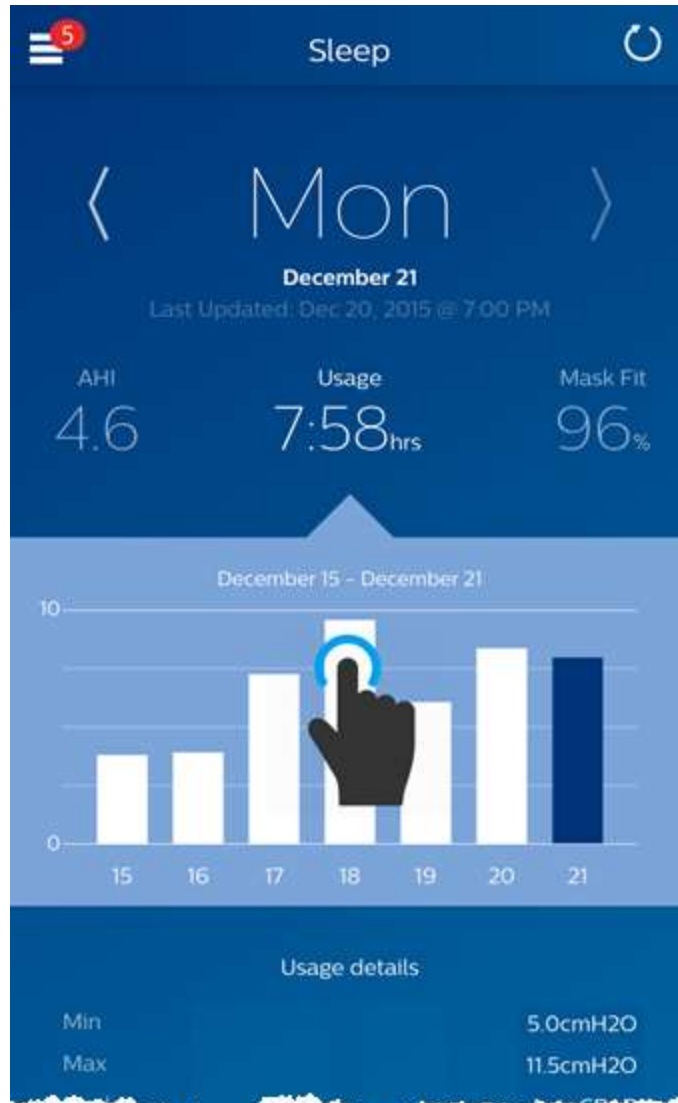 5
Sleep
Mon
December 21
Last Updated: Dec 20, 2015 @ 7:00 PM
AHI Usage Mask Fit
4.6 7:58hrs 96%
December 15 - December 21
10
0
15 16 17 18 19 20 21
Usage details
Min 5.0cmH2O
Max 11.5cmH2O